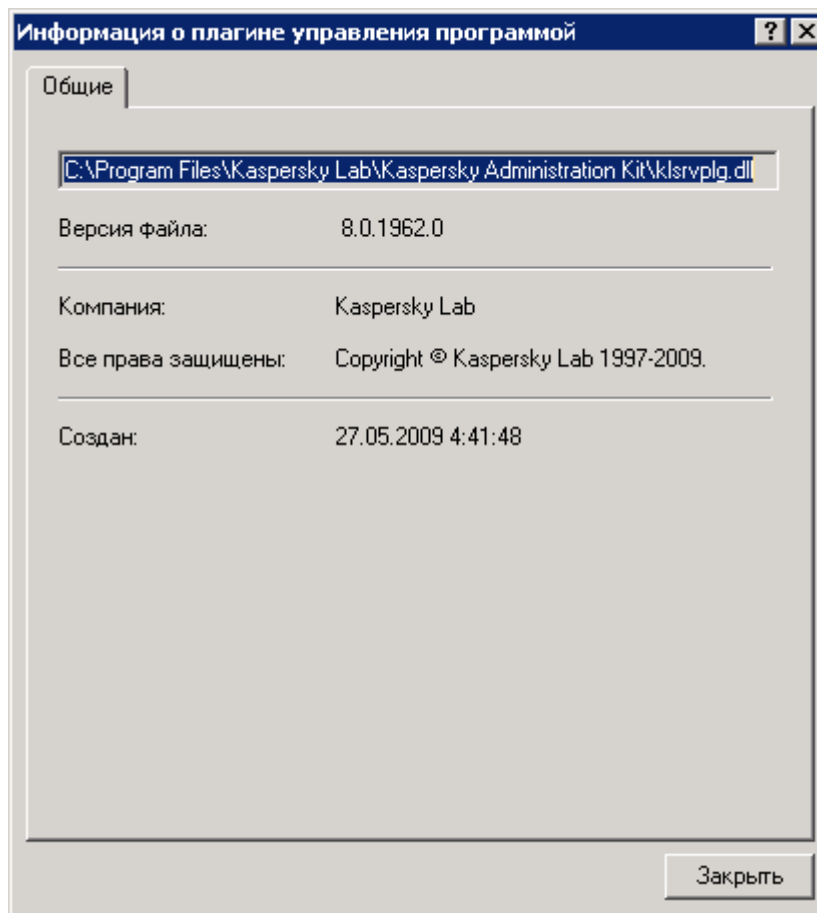 Информация о плагине управления программой
Общие
C:\Program Files\Kaspersky Lab\Kaspersky Administration Kit\klsrvplg.dll
Версия файла: 8.0.1962.0
Компания: Kaspersky Lab
Все права защищены: Copyright © Kaspersky Lab 1997-2009.
Создан: 27.05.2009 4:41:48
Закрыть